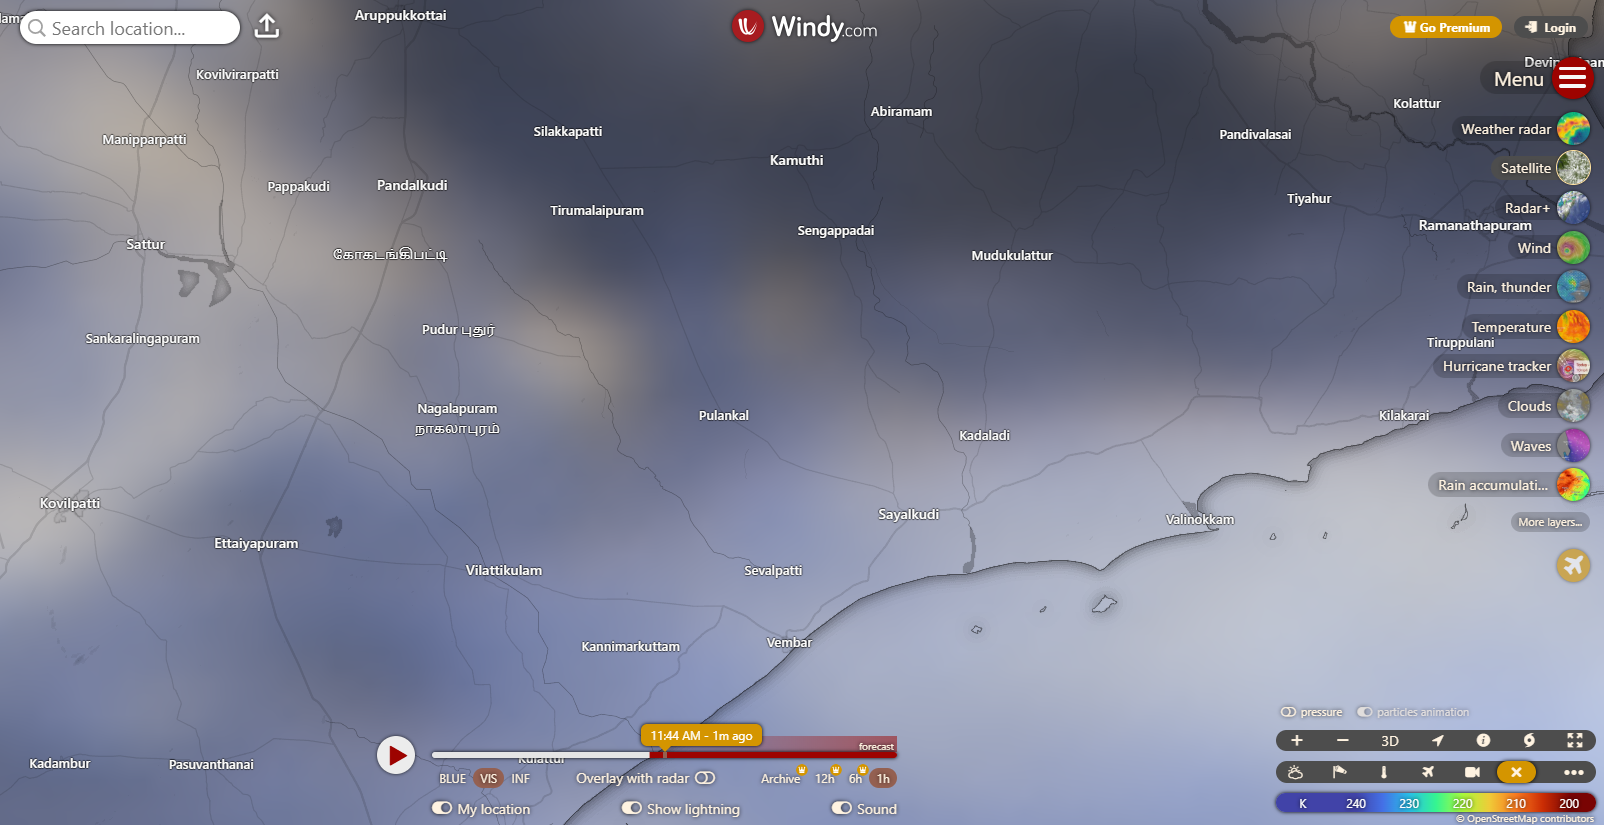 Search location...
Windy.com
Go Premium
Login
Aruppukkottai
Kovilvirarpatti
Manipparpatti
Silakkapatti
Abiramam
Kolattur
Menu
Pandivalasai
Weather radar
Kamuthi
Pappakudi
Pandalkudi
Satellite
Tirumalaipuram
Tiyahur
Radar+
Sengappadai
Ramanathapuram
Sattur
கோகடங்கிபட்டி
Mudukulattur
Wind
Rain, thunder
Pudur புதுர்
Temperature
Sankaralingapuram
Tiruppulani
Hurricane tracker
Nagalapuram
நாகலாபுரம்
Pulankal
Kilakarai
Clouds
Kadaladi
Waves
Rain accumulati...
Kovilpatti
Sayalkudi
Valinokkam
More layers...
Ettaiyapuram
Vilattikulam
Sevalpatti
Kannimarkuttam
Vembar
pressure
particles animation
11:44 AM - 1m ago
forecast
3D
Kadambur
Pasuvanthanai
Kulattur
BLUE VIS INF
Overlay with radar
Archive 12h 6h 1h
My location
Show lightning
Sound
K 240 230 220 210 200
© OpenStreetMap contributors